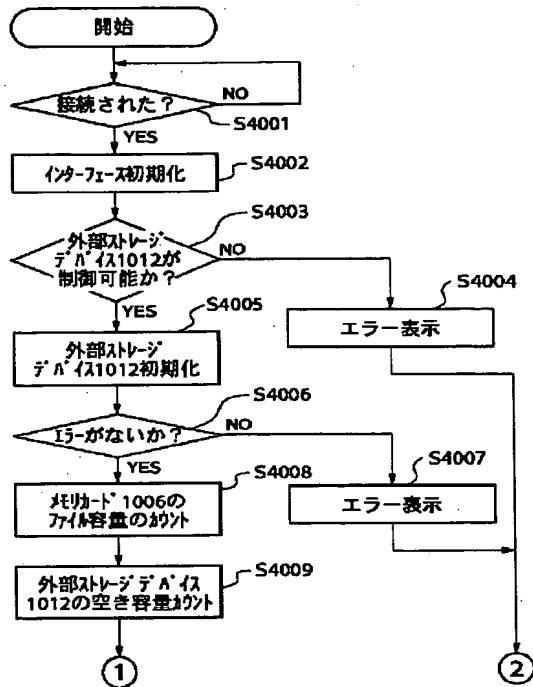 開始
接続された？
NO
S4001
YES
インターフェース初期化
S4002
S4003
外部ストレージ
デバイス1012が
制御可能か？
NO
YES
S4004
エラー表示
S4005
外部ストレージ
デバイス1012初期化
S4006
エラーがないか？
NO
YES
S4007
エラー表示
S4008
メモリカード1006の
ファイル容量のカウント
S4009
外部ストレージデバイス
1012の空き容量カウント
1
2